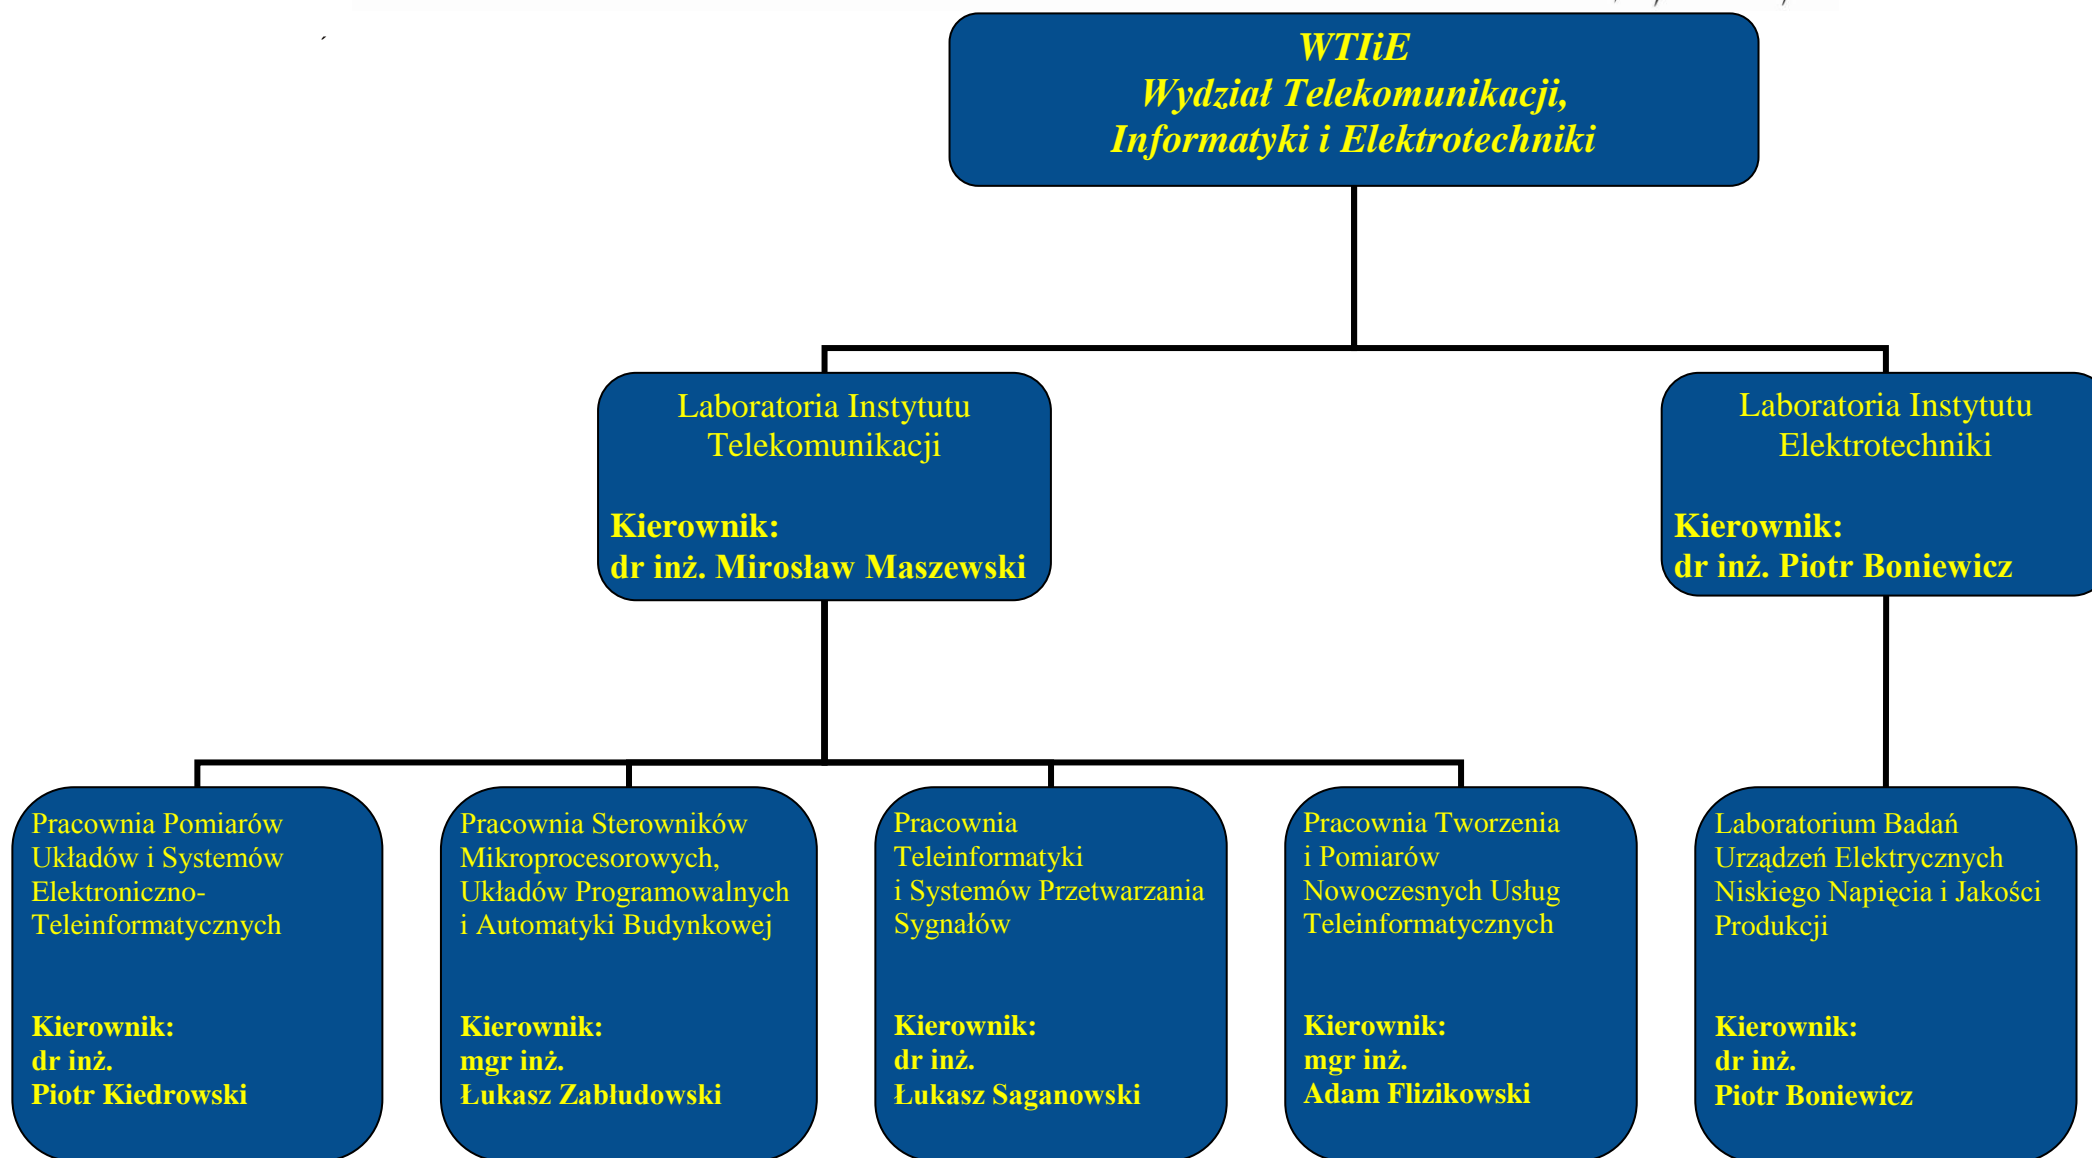 WTIiE
Wydział Telekomunikacji,
Informatyki i Elektrotechniki
Laboratoria Instytutu
Telekomunikacji
Kierownik:
dr inż. Mirosław Maszewski
Laboratoria Instytutu
Elektrotechniki
Kierownik:
dr inż. Piotr Boniewicz
Pracownia Pomiarów
Układów i Systemów
Elektroniczno-
Teleinformatycznych
Kierownik:
dr inż.
Piotr Kiedrowski
Pracownia Sterowników
Mikroprocesorowych,
Układów Programowalnych
i Automatyki Budynkowej
Kierownik:
mgr inż.
Łukasz Zabłudowski
Pracownia
Teleinformatyki
i Systemów Przetwarzania
Sygnałów
Kierownik:
dr inż.
Łukasz Saganowski
Pracownia Tworzenia
i Pomiarów
Nowoczesnych Usług
Teleinformatycznych
Kierownik:
mgr inż.
Adam Flizikowski
Laboratorium Badań
Urządzeń Elektrycznych
Niskiego Napięcia i Jakości
Produkcji
Kierownik:
dr inż.
Piotr Boniewicz